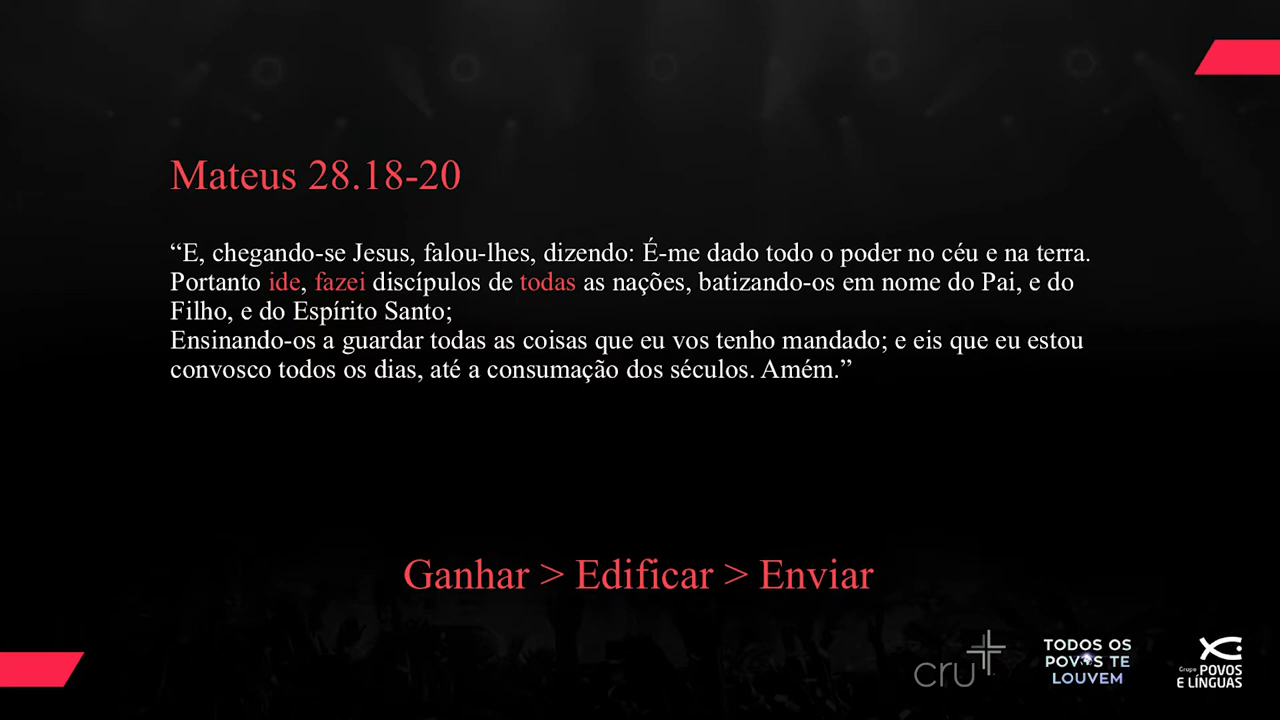 Mateus 28.18-20
“E, chegando-se Jesus, falou-lhes, dizendo: É-me dado todo o poder no céu e na terra.
Portanto ide, fazei discípulos de todas as nações, batizando-os em nome do Pai, e do
Filho, e do Espírito Santo;
Ensinando-os a guardar todas as coisas que eu vos tenho mandado; e eis que eu estou
convosco todos os dias, até a consumação dos séculos. Amém.”
Ganhar > Edificar > Enviar
cru
TODOS OS
POVOS TE
LOUVEM
Grupo POVOS
E LÍNGUAS